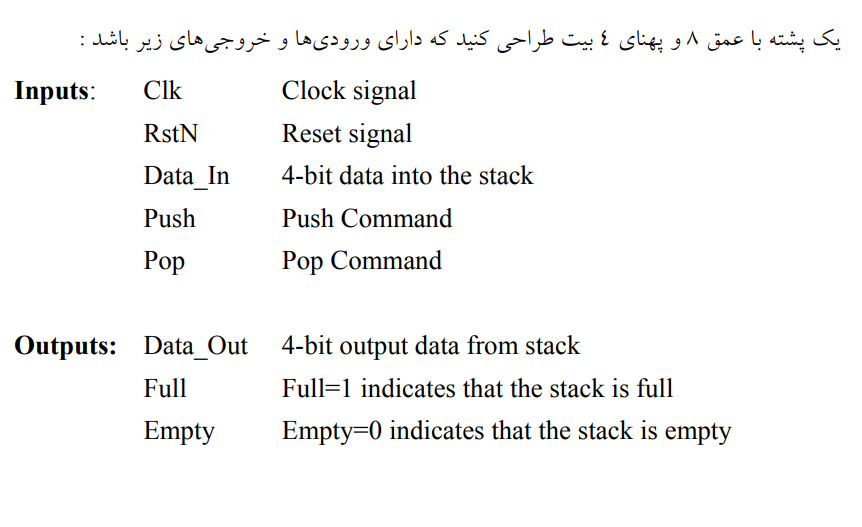 یک پشته با عمق ۸ و پهنای ٤ بیت طراحی کنید که دارای ورودی‌ها و خروجی‌های زیر باشد :
Inputs: Clk Clock signal
RstN Reset signal
Data_In 4-bit data into the stack
Push Push Command
Pop Pop Command
Outputs: Data_Out 4-bit output data from stack
Full Full=1 indicates that the stack is full
Empty Empty=0 indicates that the stack is empty